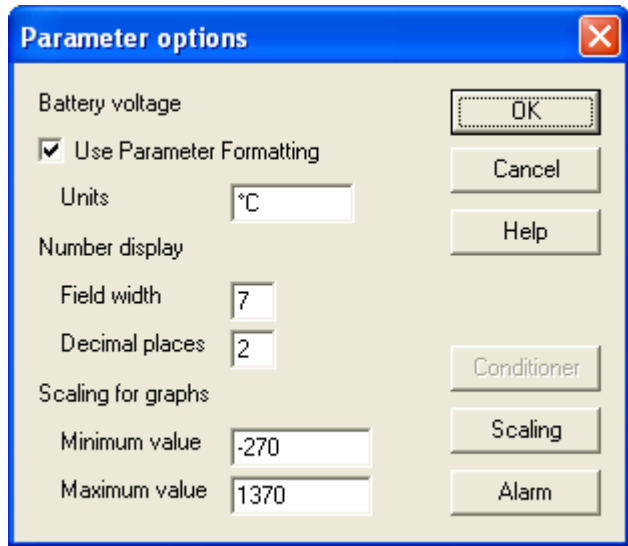 Parameter options
Battery voltage
OK
Use Parameter Formatting
Cancel
Units °C
Help
Number display
Field width 7
Decimal places 2
Conditioner
Scaling for graphs
Scaling
Minimum value -270
Maximum value 1370
Alarm